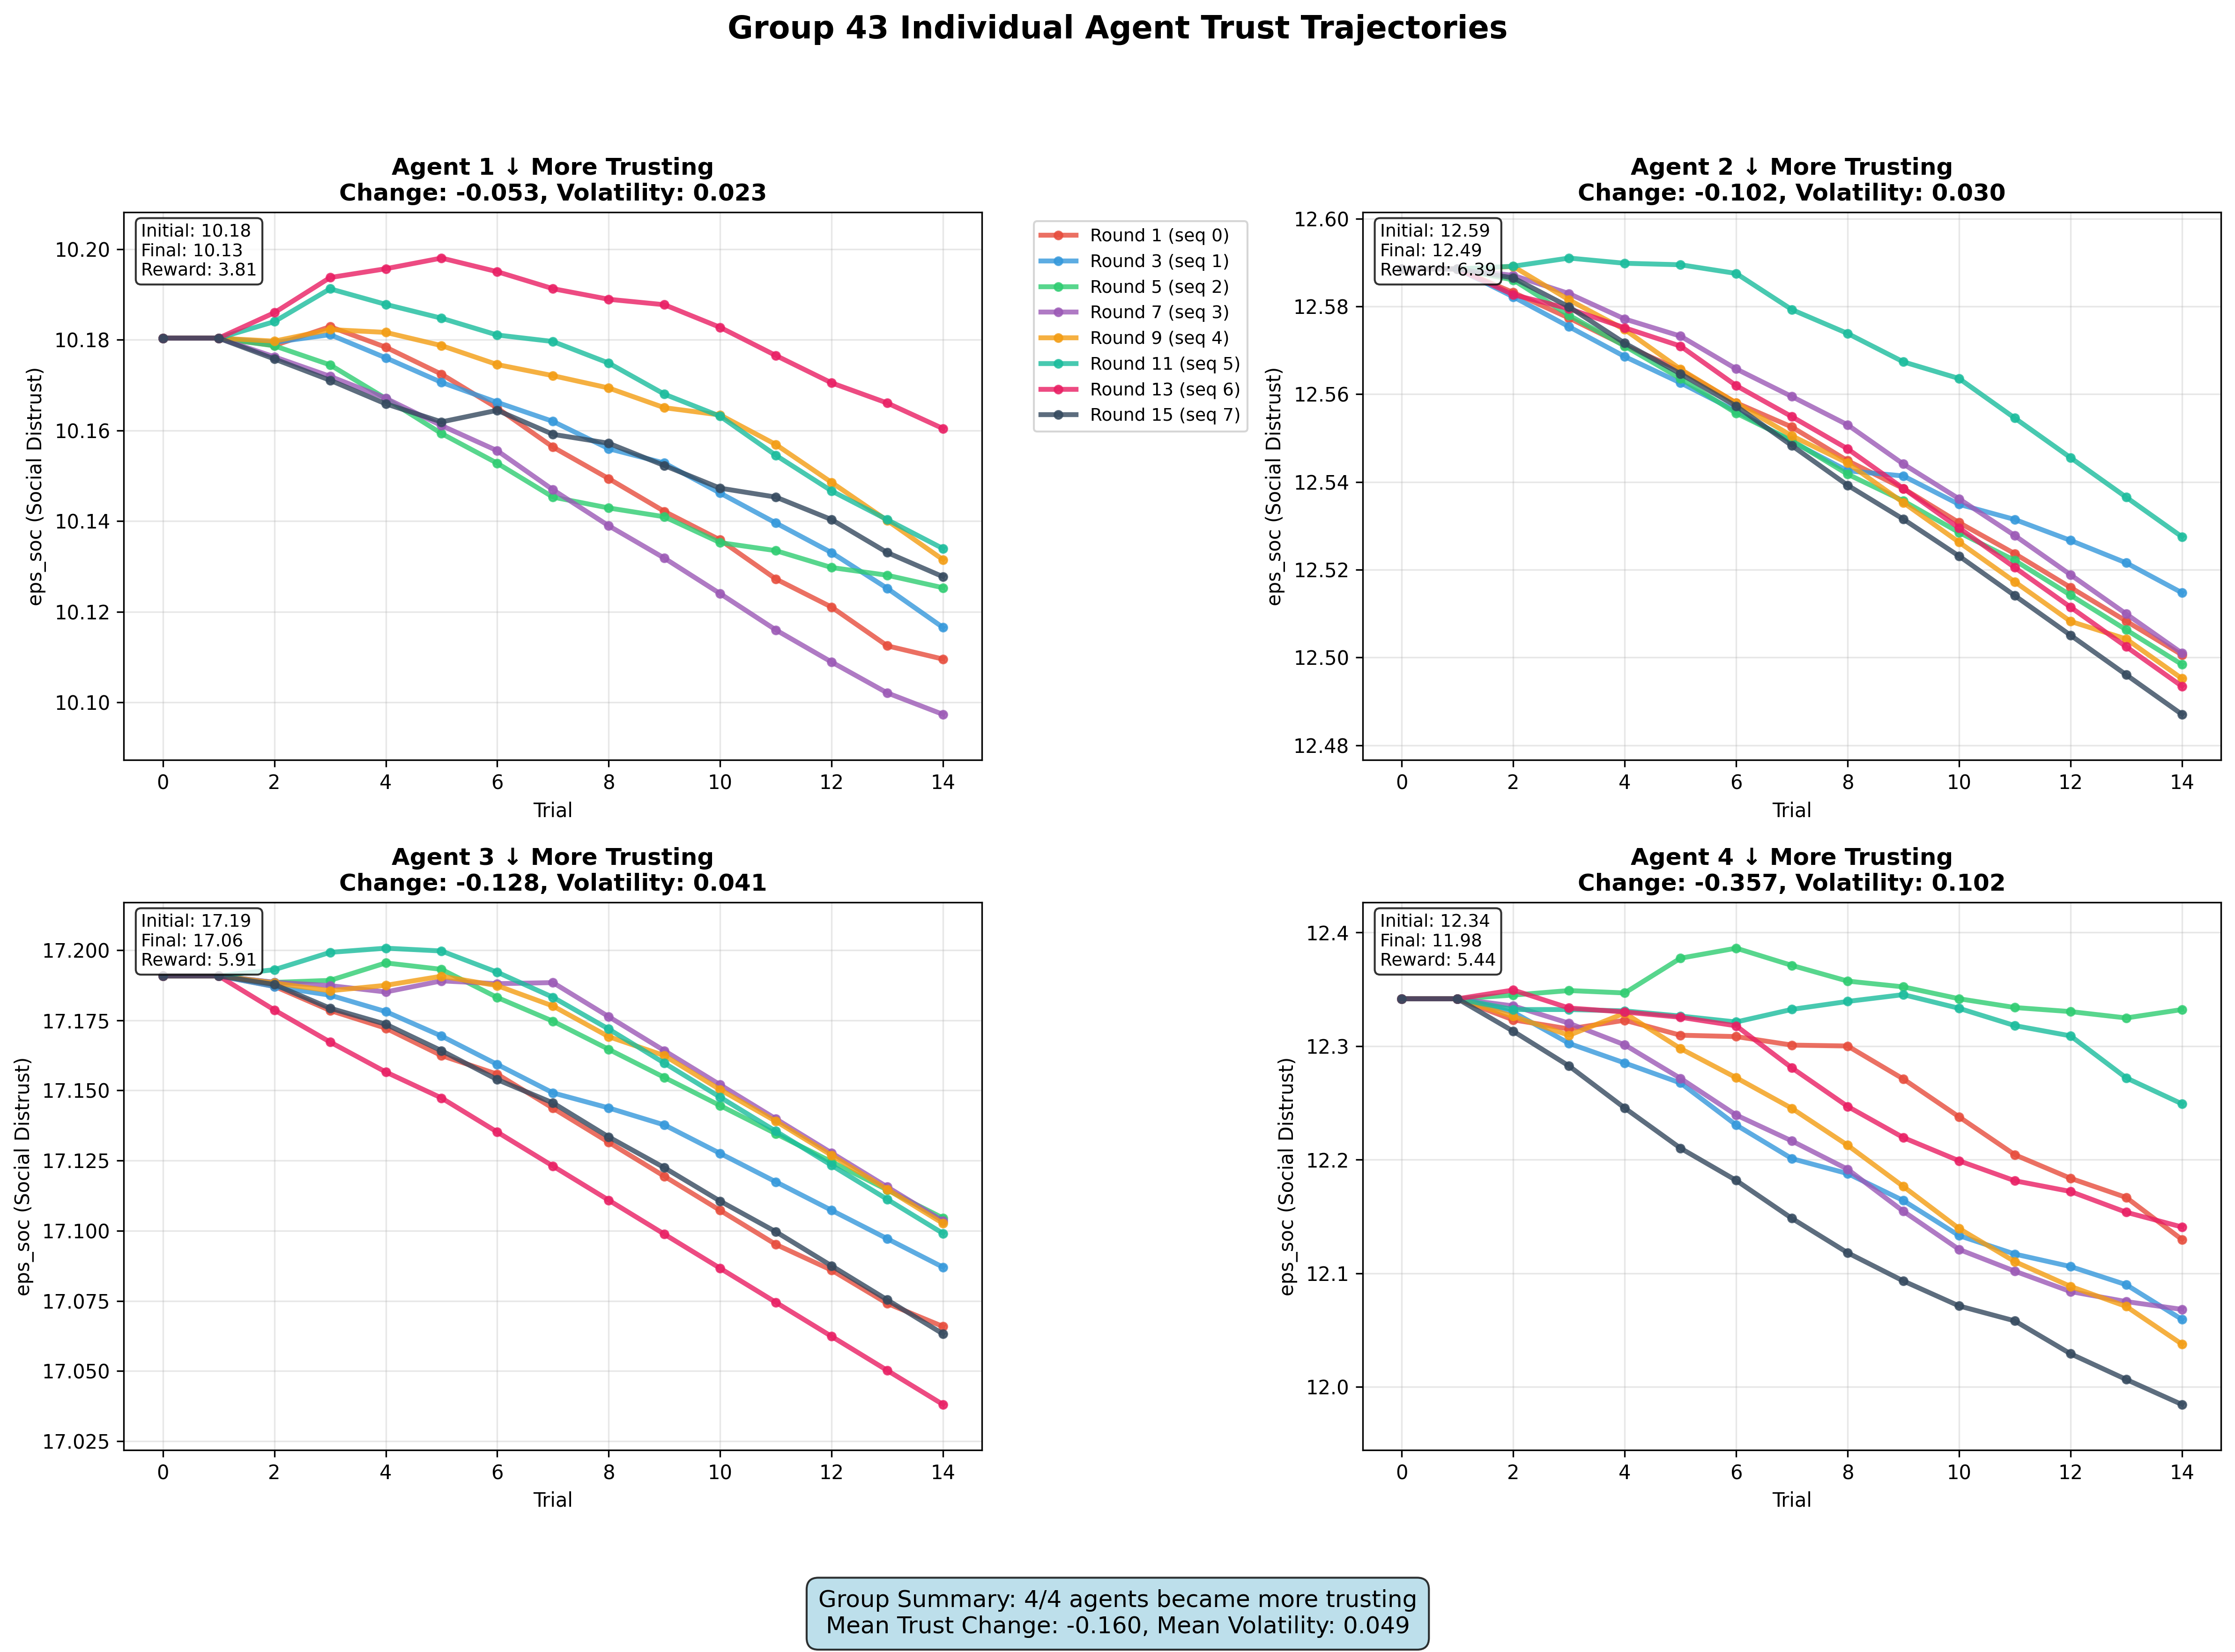 Group 43 Individual Agent Trust Trajectories
Agent 1 ↓ More Trusting
Change: -0.053, Volatility: 0.023
Initial: 10.18
Final: 10.13
Reward: 3.81
eps_soc (Social Distrust)
10.20
10.18
10.16
10.14
10.12
10.10
0 2 4 6 8 10 12 14
Trial
Round 1 (seq 0)
Round 3 (seq 1)
Round 5 (seq 2)
Round 7 (seq 3)
Round 9 (seq 4)
Round 11 (seq 5)
Round 13 (seq 6)
Round 15 (seq 7)
Agent 2 ↓ More Trusting
Change: -0.102, Volatility: 0.030
Initial: 12.59
Final: 12.49
Reward: 6.39
eps_soc (Social Distrust)
12.60
12.58
12.56
12.54
12.52
12.50
12.48
0 2 4 6 8 10 12 14
Trial
Agent 3 ↓ More Trusting
Change: -0.128, Volatility: 0.041
Initial: 17.19
Final: 17.06
Reward: 5.91
eps_soc (Social Distrust)
17.200
17.175
17.150
17.125
17.100
17.075
17.050
17.025
0 2 4 6 8 10 12 14
Trial
Agent 4 ↓ More Trusting
Change: -0.357, Volatility: 0.102
Initial: 12.34
Final: 11.98
Reward: 5.44
eps_soc (Social Distrust)
12.4
12.3
12.2
12.1
12.0
0 2 4 6 8 10 12 14
Trial
Group Summary: 4/4 agents became more trusting
Mean Trust Change: -0.160, Mean Volatility: 0.049